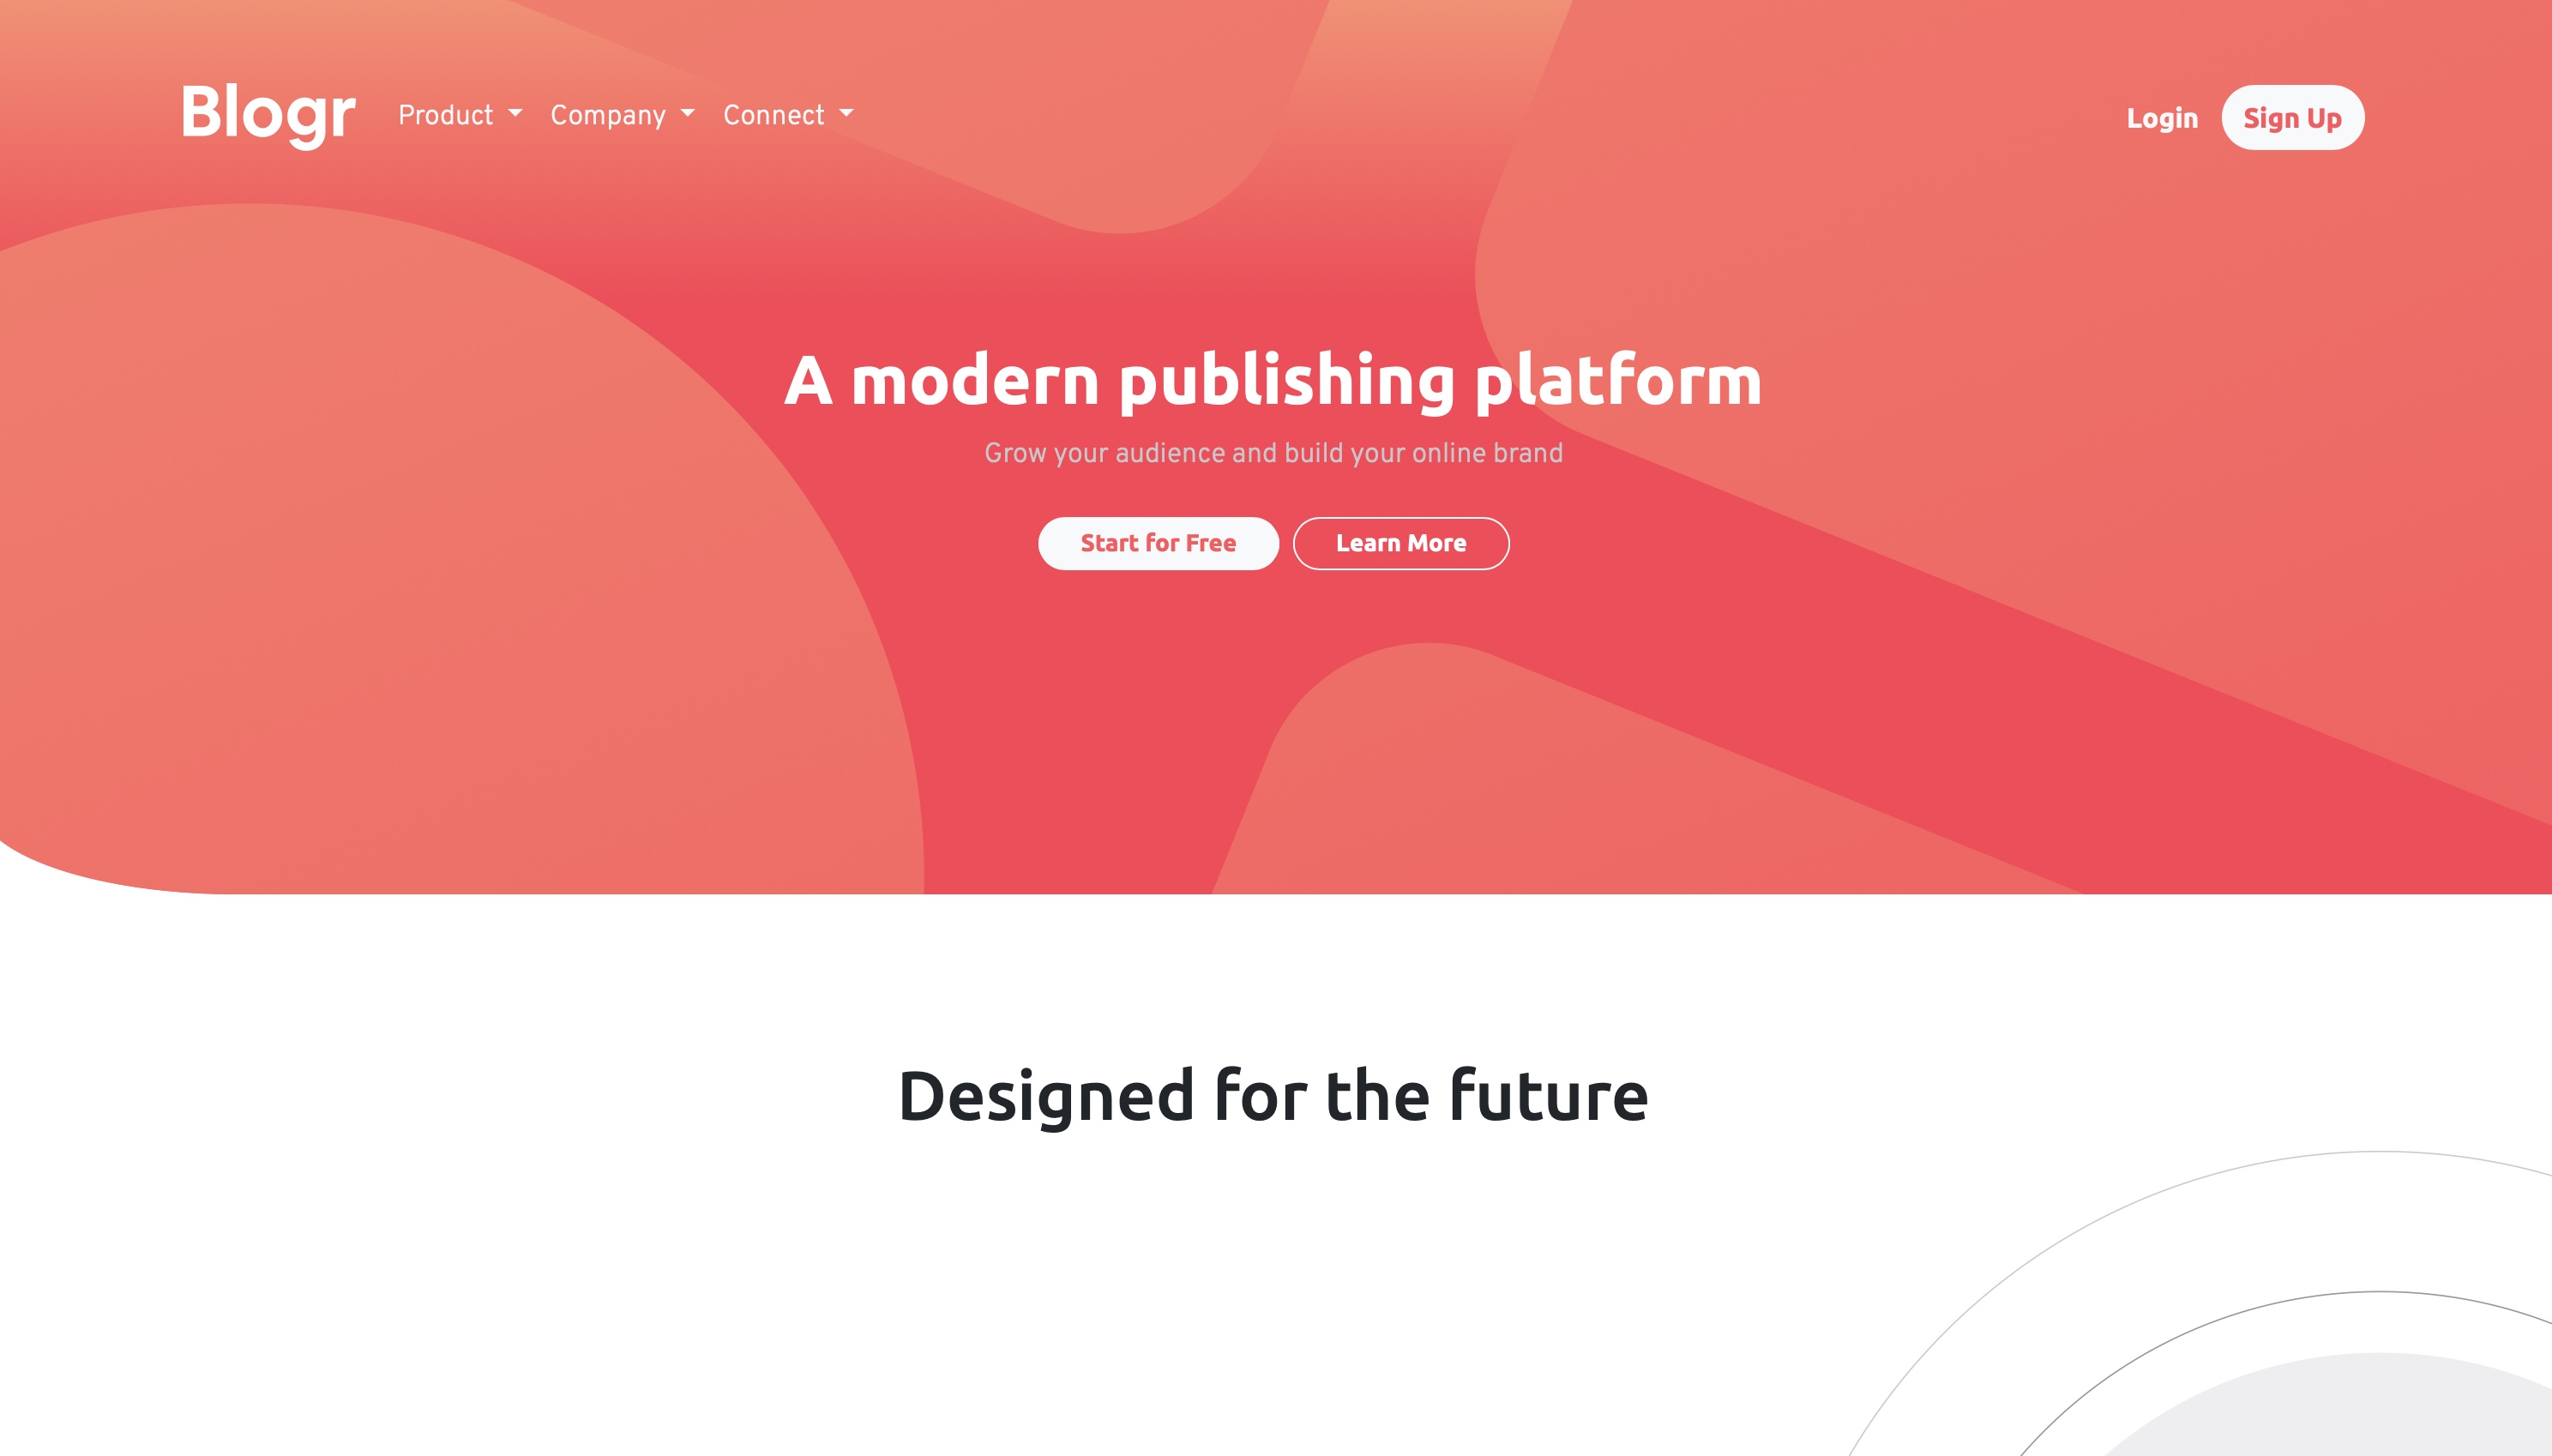 Blogr Product Company Connect Login Sign Up
A modern publishing platform
Grow your audience and build your online brand
Start for Free Learn More
Designed for the future